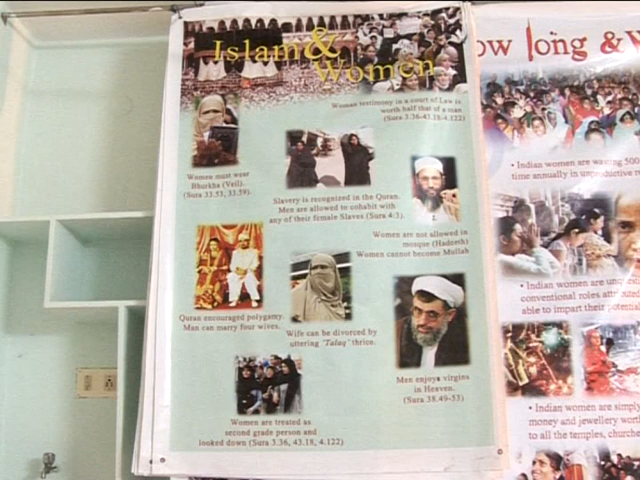 Islam &
Women
Woman testimony in a court of Law is
worth half that of a man
(Sura 3.36-43.18-4.122)
Women must wear
Bhurkha (Veil).
(Sura 33.53, 33.59).
Slavery is recognized in the Quran.
Men are allowed to cohabit with
any of their female Slaves (Sura 4:3).
Women are not allowed in
mosque (Hadeeth)
Women cannot become Mullah
Quran encouraged polygamy.
Man can marry four wives.
Wife can be divorced by
uttering 'Talaq' thrice.
Men enjoys virgins
in Heaven.
(Sura 38.49-53)
Women are treated as
second grade person and
looked down (Sura 3.36, 43.18, 4.122)
ow long & W
• Indian women are wasting 500
time annually in unproductive
• Indian women are
conventional roles
able to impart their
• Indian women are simply
money and jewellery
to all the temples,